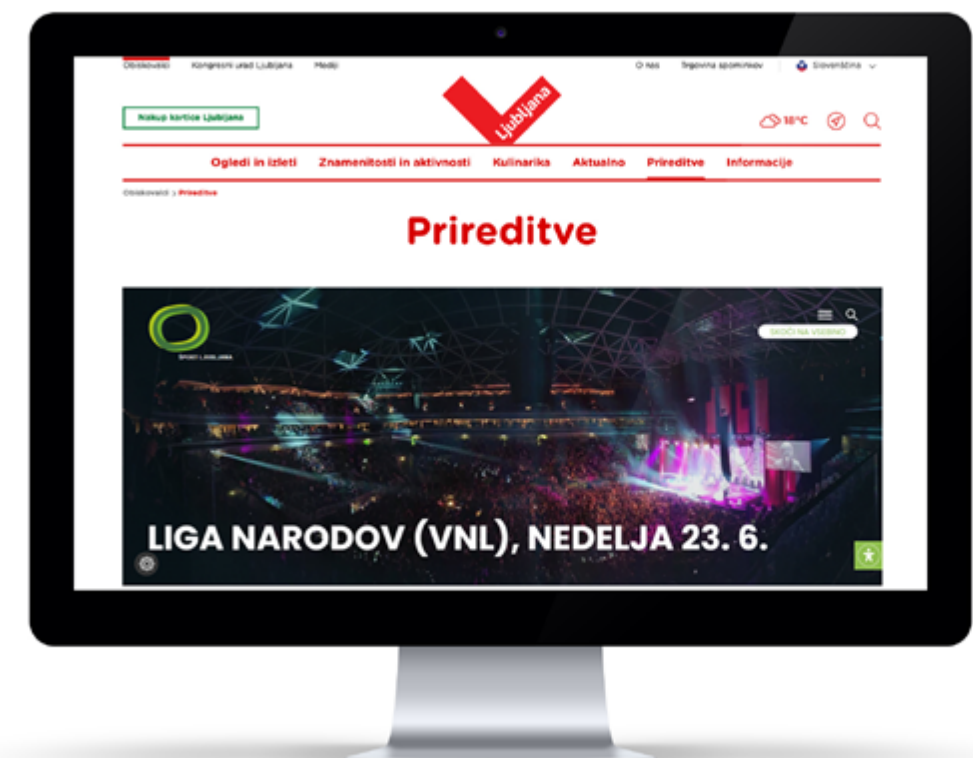 Obiskovalci Kongresni urad Ljubljana Mediji O nas Trgovina spominkov Slovenščina
Nakup kartice Ljubljana Ljubljana 18°C
Ogledi in izleti Znamenitosti in aktivnosti Kulinarika Aktualno Prireditve Informacije
Obiskovalci > Prireditve
Prireditve
SKOČI NA VSEBINO
ŠPORT LJUBLJANA
LIGA NARODOV (VNL), NEDELJA 23. 6.